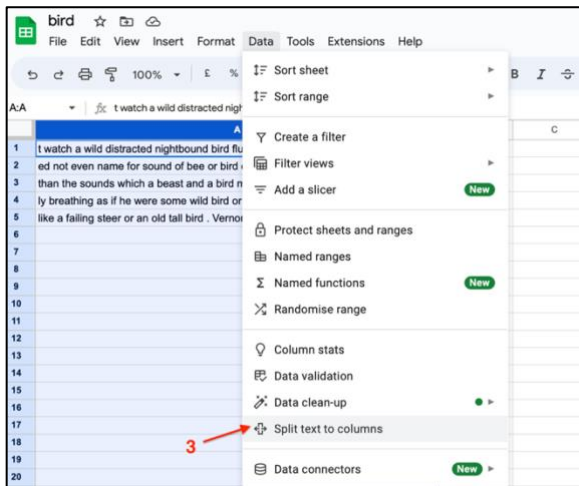 bird
File Edit View Insert Format Data Tools Extensions Help
100% £ % B I
A:A fx t watch a wild distracted nigh
A C
Sort sheet
Sort range
Create a filter
Filter views
Add a slicer New
Protect sheets and ranges
Named ranges
Named functions New
Randomise range
Column stats
Data validation
Data clean-up
3 Split text to columns
Data connectors New
1 t watch a wild distracted nightbound bird flu
2 ed not even name for sound of bee or bird
3 than the sounds which a beast and a bird
4 ly breathing as if he were some wild bird or
5 like a failing steer or an old tall bird . Verno
6
7
8
9
10
11
12
13
14
15
16
17
18
19
20